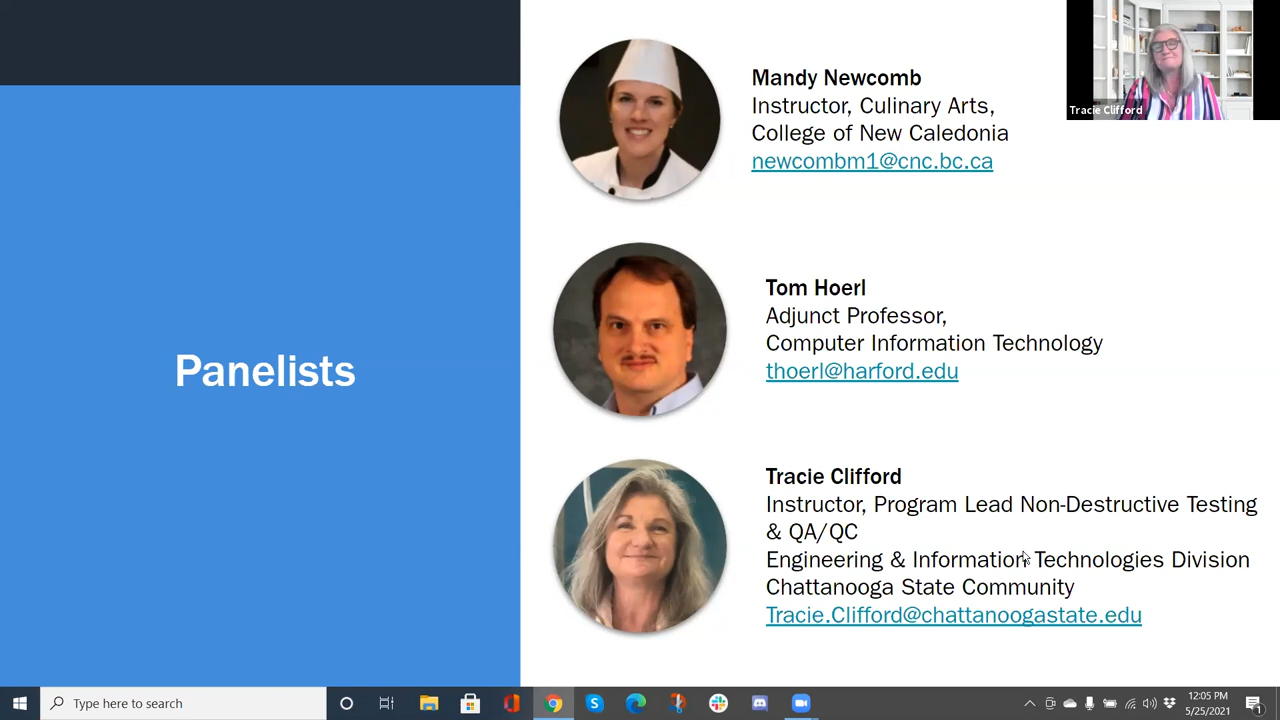 Panelists
Mandy Newcomb
Instructor, Culinary Arts,
College of New Caledonia
newcombm1@cnc.bc.ca
Tom Hoerl
Adjunct Professor,
Computer Information Technology
thoerl@harford.edu
Tracie Clifford
Instructor, Program Lead Non-Destructive Testing
& QA/QC
Engineering & Information Technologies Division
Chattanooga State Community
Tracie.Clifford@chattanoogastate.edu
Tracie Clifford
Type here to search
12:05 PM
5/25/2021
1